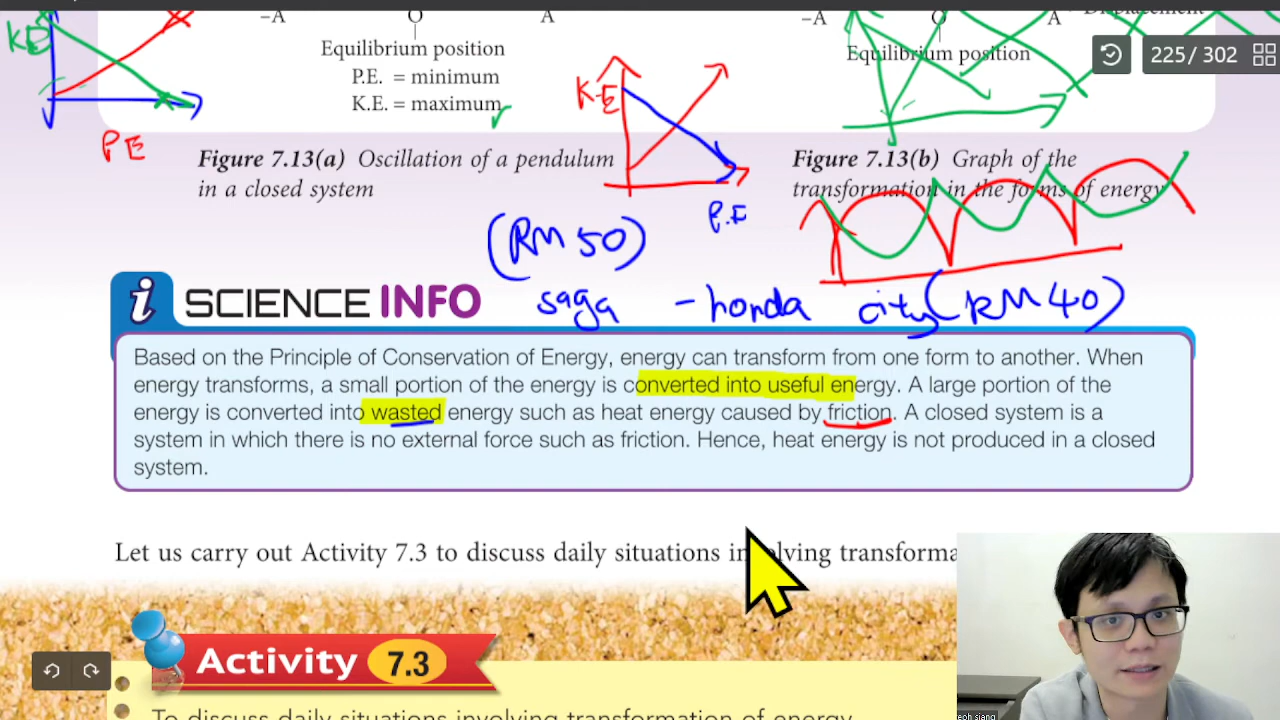 -A O A
-A O A Displacement
KE
Equilibrium position
Equilibrium position
225/ 302
P.E. = minimum
K.E. = maximum
K.E
PE
Figure 7.13(a) Oscillation of a pendulum
in a closed system
Figure 7.13(b) Graph of the
transformation in the forms of energy
P.E
(RM 50)
saga - honda city (RM 40)
i SCIENCE INFO
Based on the Principle of Conservation of Energy, energy can transform from one form to another. When
energy transforms, a small portion of the energy is converted into useful energy. A large portion of the
energy is converted into wasted energy such as heat energy caused by friction. A closed system is a
system in which there is no external force such as friction. Hence, heat energy is not produced in a closed
system.
Let us carry out Activity 7.3 to discuss daily situations involving transforma
Activity 7.3
To discuss daily situations involving transformation of energy
eoh siang